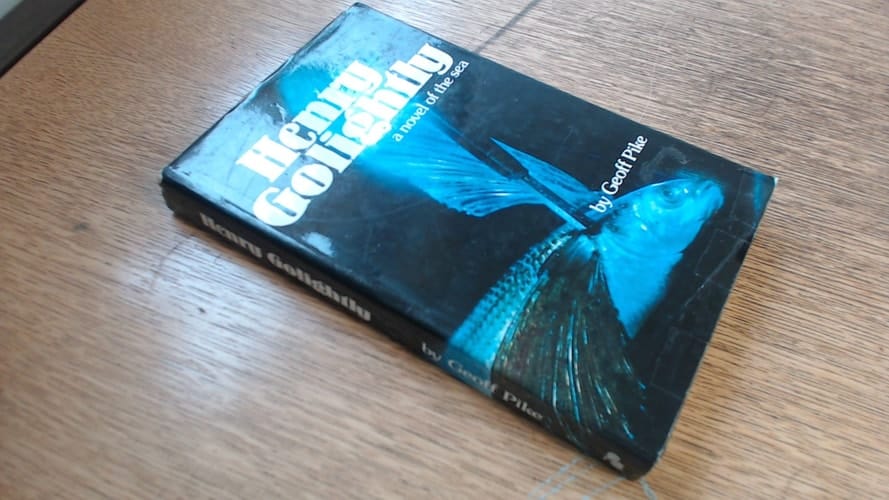 Henry
Golightly
a novel of the sea
by Geoff Pike
Henry Golightly
by Geoff Pike